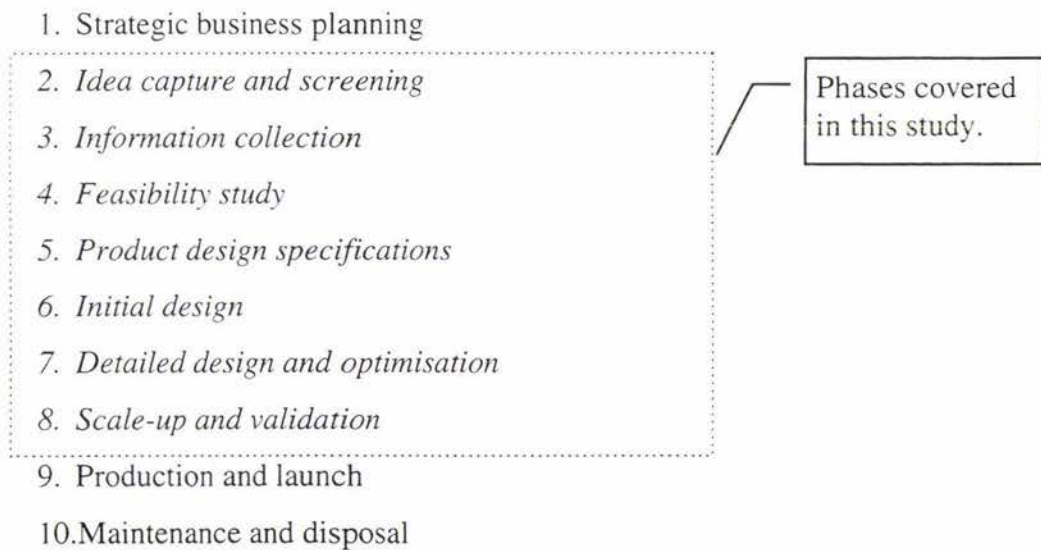 1. Strategic business planning
2. Idea capture and screening
3. Information collection
4. Feasibility study
5. Product design specifications
6. Initial design
7. Detailed design and optimisation
8. Scale-up and validation
9. Production and launch
10.Maintenance and disposal
Phases covered
in this study.